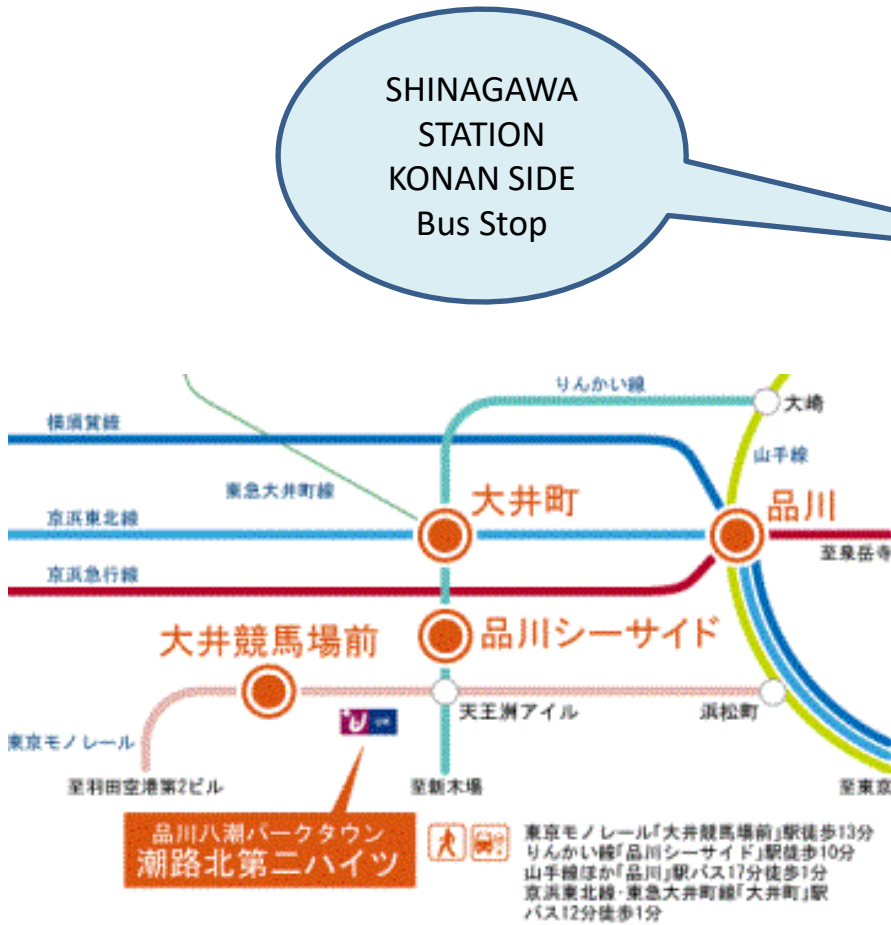 SHINAGAWA
STATION
KONAN SIDE
Bus Stop
りんかい線
大崎
横須賀線
山手線
東急大井町線
大井町
品川
京浜東北線
至泉岳寺
京浜急行線
大井競馬場前
品川シーサイド
天王洲アイル
浜松町
東京モノレール
至羽田空港第2ビル
至新木場
至東京
品川八潮パークタウン
潮路北第二ハイツ
東京モノレール「大井競馬場前」駅徒歩13分
りんかい線「品川シーサイド」駅徒歩10分
山手線ほか「品川」駅バス17分徒歩1分
京浜東北線・東急大井町線「大井町」駅
バス12分徒歩1分